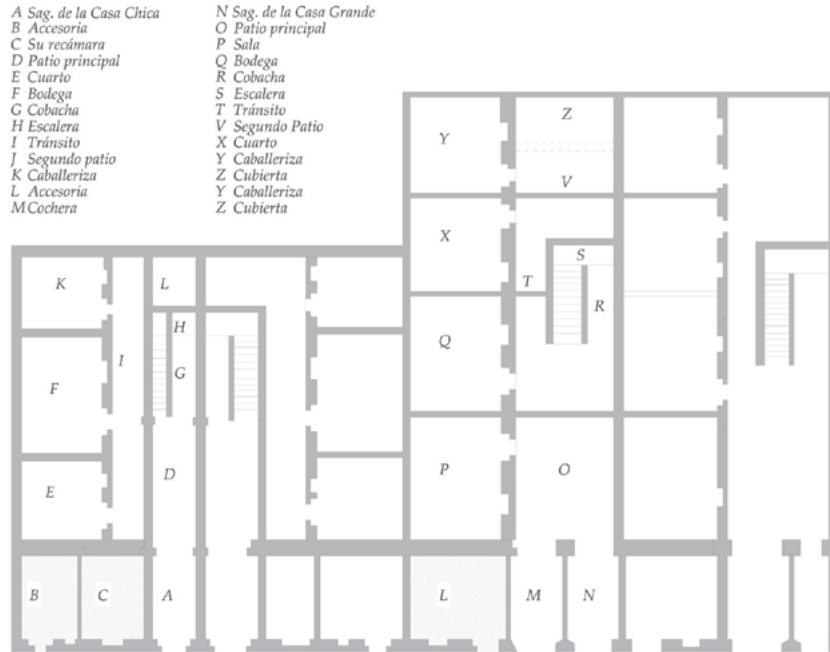 A Sag. de la Casa Chica
B Accesoria
C Su recámara
D Patio principal
E Cuarto
F Bodega
G Cobacha
H Escalera
I Tránsito
J Segundo patio
K Caballeriza
L Accesoria
M Cochera
N Sag. de la Casa Grande
O Patio principal
P Sala
Q Bodega
R Cobacha
S Escalera
T Tránsito
V Segundo Patio
X Cuarto
Y Caballeriza
Z Cubierta
Y Caballeriza
Z Cubierta
Y
Z
V
X
S
T
R
K
L
H
I
G
F
Q
D
E
P
O
B
C
A
L
M
N